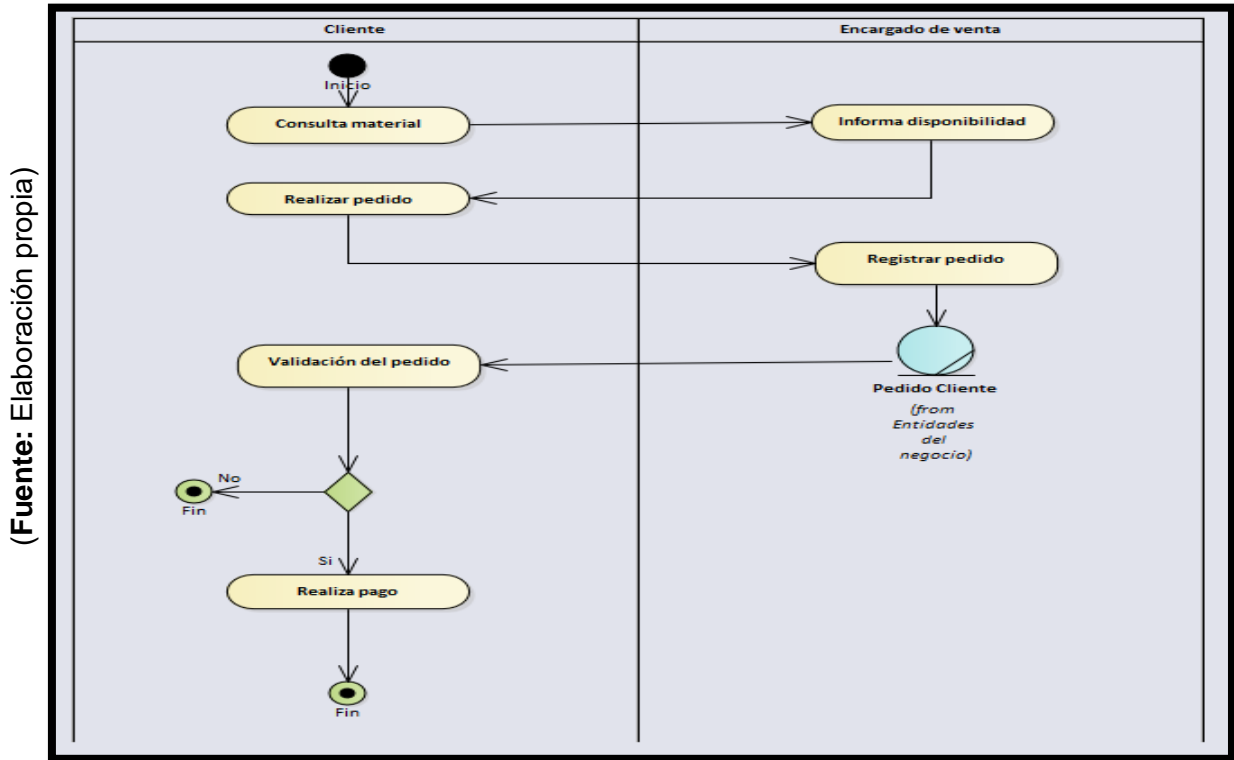 (Fuente: Elaboración propia)
Cliente
Encargado de venta
Inicio
Consulta material
Informa disponibilidad
Realizar pedido
Registrar pedido
Validación del pedido
Pedido Cliente
(from
Entidades
del
negocio)
No
Fin
Si
Realiza pago
Fin